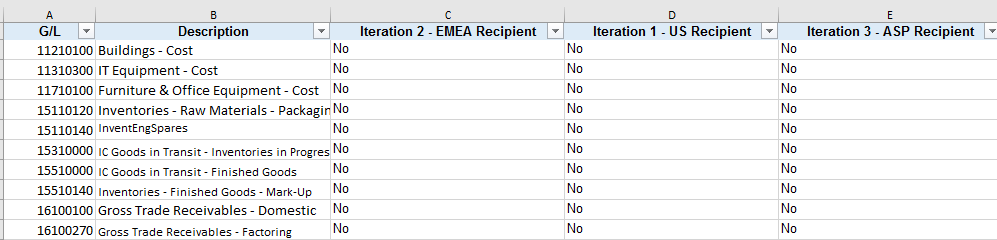 A B C D E
G/L Description Iteration 2 - EMEA Recipient Iteration 1 - US Recipient Iteration 3 - ASP Recipient
11210100 Buildings - Cost No No No
11310300 IT Equipment - Cost No No No
11710100 Furniture & Office Equipment - Cost No No No
15110120 Inventories - Raw Materials - Packagin No No No
15110140 InventEngSpares No No No
15310000 IC Goods in Transit - Inventories in Progres No No No
15510000 IC Goods in Transit - Finished Goods No No No
15510140 Inventories - Finished Goods - Mark-Up No No No
16100100 Gross Trade Receivables - Domestic No No No
16100270 Gross Trade Receivables - Factoring No No No